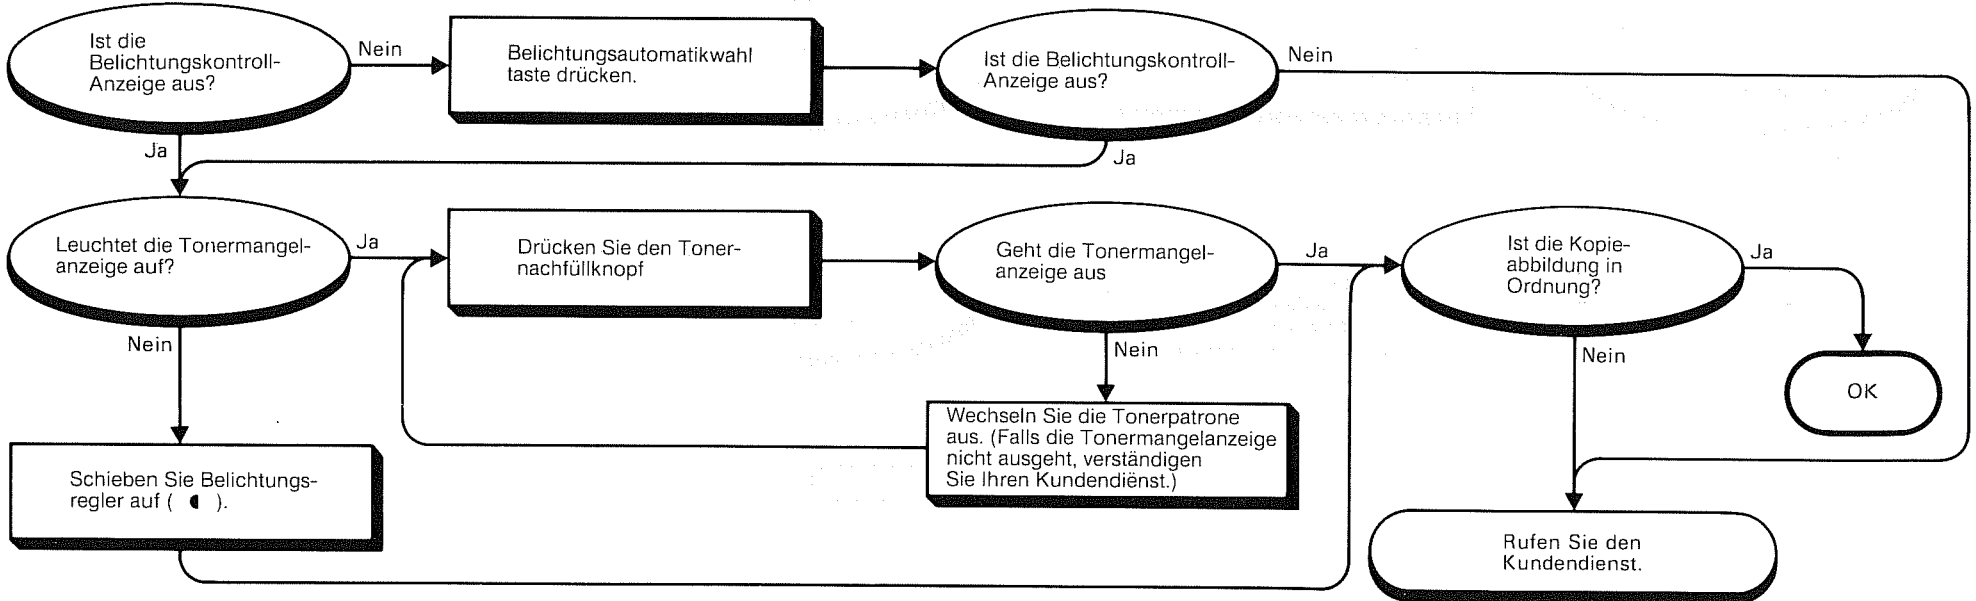 Ist die
Belichtungskontroll-
Anzeige aus?
Nein
Belichtungsautomatikwahl
taste drücken.
Ist die Belichtungskontroll-
Anzeige aus?
Nein
Ja
Ja
Leuchtet die Tonermangel-
anzeige auf?
Ja
Drücken Sie den Toner-
nachfüllknopf
Geht die Tonermangel-
anzeige aus
Ja
Ist die Kopie-
abbildung in
Ordnung?
Ja
Nein
Nein
Nein
OK
Wechseln Sie die Tonerpatrone
aus. (Falls die Tonermangelanzeige
nicht ausgeht, verständigen
Sie Ihren Kundendiënst.)
Schieben Sie Belichtungs-
regler auf ( ◖ ).
Rufen Sie den
Kundendienst.